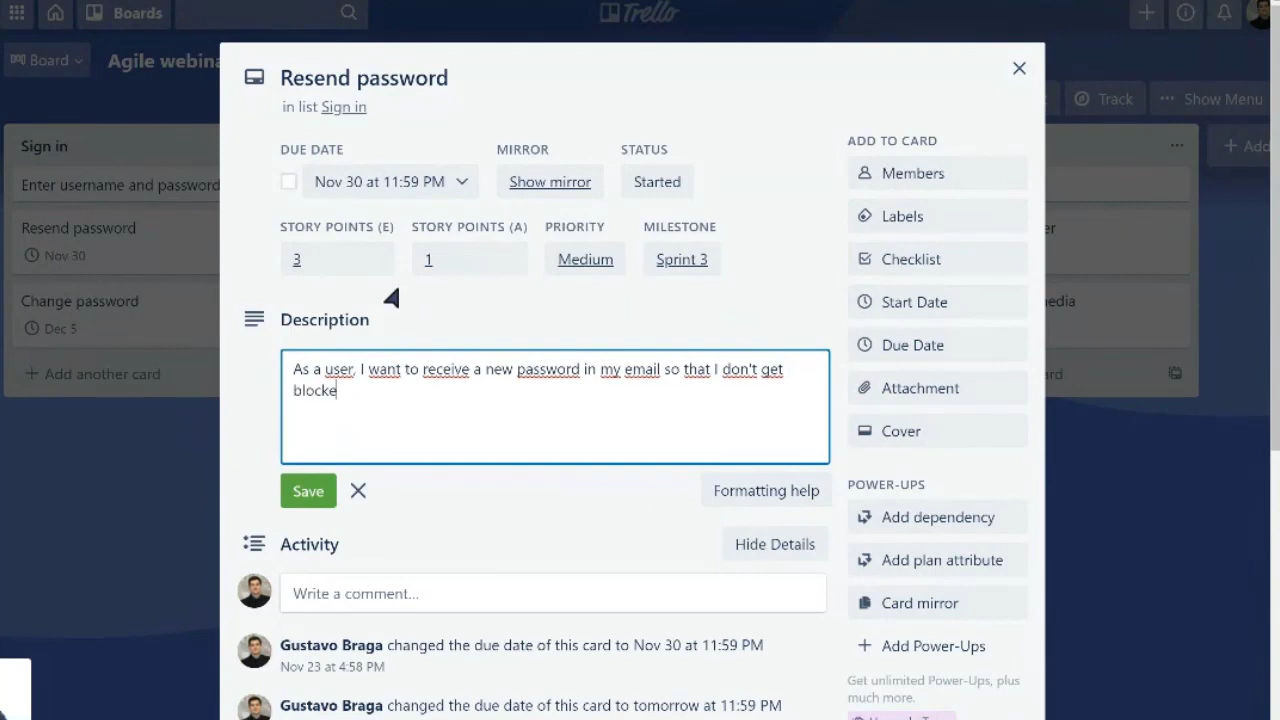 Boards
Trello
Board
Agile webina
Track
Show Menu
Resend password
in list Sign in
DUE DATE
MIRROR
STATUS
Nov 30 at 11:59 PM
Show mirror
Started
STORY POINTS (E)
STORY POINTS (A)
PRIORITY
MILESTONE
3
1
Medium
Sprint 3
Description
As a user, I want to receive a new password in my email so that I don't get
blocke
Save
Formatting help
Activity
Hide Details
Write a comment...
Gustavo Braga changed the due date of this card to Nov 30 at 11:59 PM
Nov 23 at 4:58 PM
Gustavo Braga changed the due date of this card to tomorrow at 11:59 PM
ADD TO CARD
Members
Labels
Checklist
Start Date
Due Date
Attachment
Cover
POWER-UPS
Add dependency
Add plan attribute
Card mirror
Add Power-Ups
Get unlimited Power-Ups, plus
much more.
Sign in
Enter username and password
Resend password
Nov 30
Change password
Dec 5
Add another card
Add